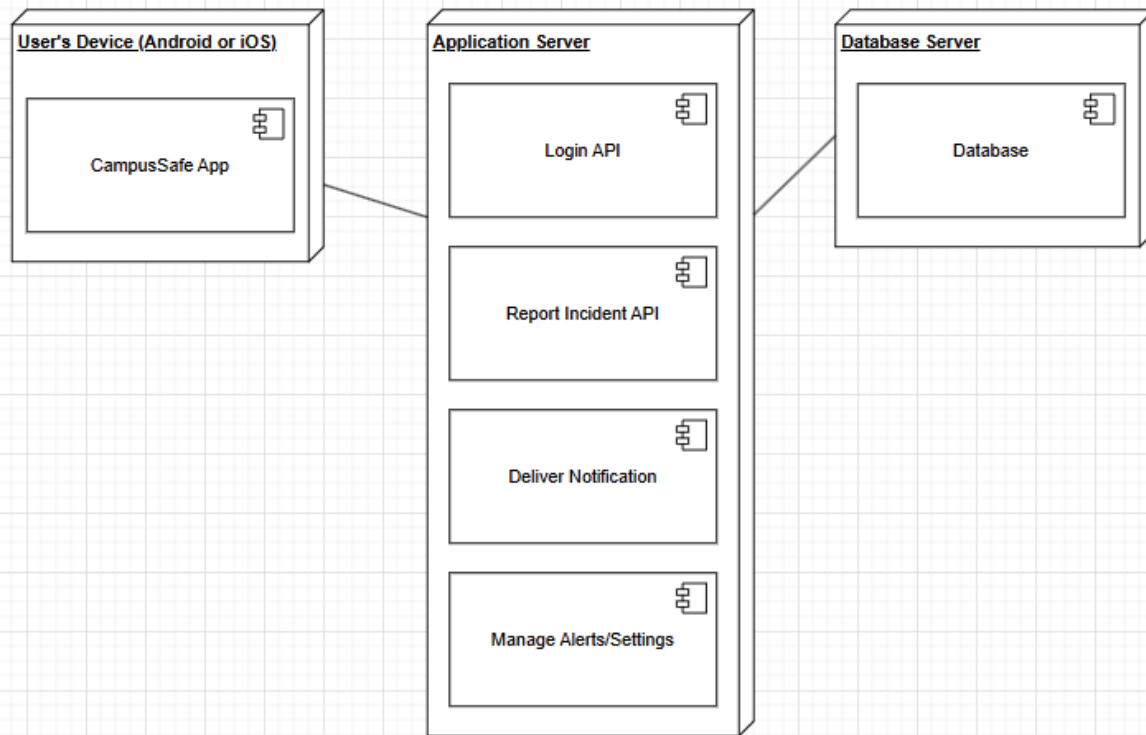 User's Device (Android or iOS)
CampusSafe App
Application Server
Login API
Report Incident API
Deliver Notification
Manage Alerts/Settings
Database Server
Database